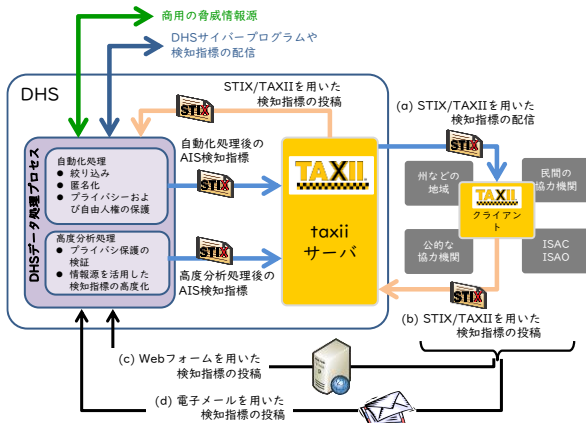 商用の脅威情報源
DHSサイバープログラムや
検知指標の配信
DHS
STIX/TAXIIを用いた
検知指標の投稿
(a) STIX/TAXIIを用いた
検知指標の配信
STIX
STIX
DHSデータ処理プロセス
自動化処理
● 絞り込み
● 匿名化
● プライバシーおよ
び自由人権の保護
高度分析処理
● プライバシ保護の
検証
● 情報源を活用した
検知指標の高度化
自動化処理後の
AIS検知指標
STIX
STIX
高度分析処理後の
AIS検知指標
TAXII
taxii
サーバ
州などの
地域
民間の
協力機関
TAXII
クライアン
ト
公的な
協力機関
ISAC
ISAO
STIX
(b) STIX/TAXIIを用いた
検知指標の投稿
(c) Webフォームを用いた
検知指標の投稿
(d) 電子メールを用いた
検知指標の投稿